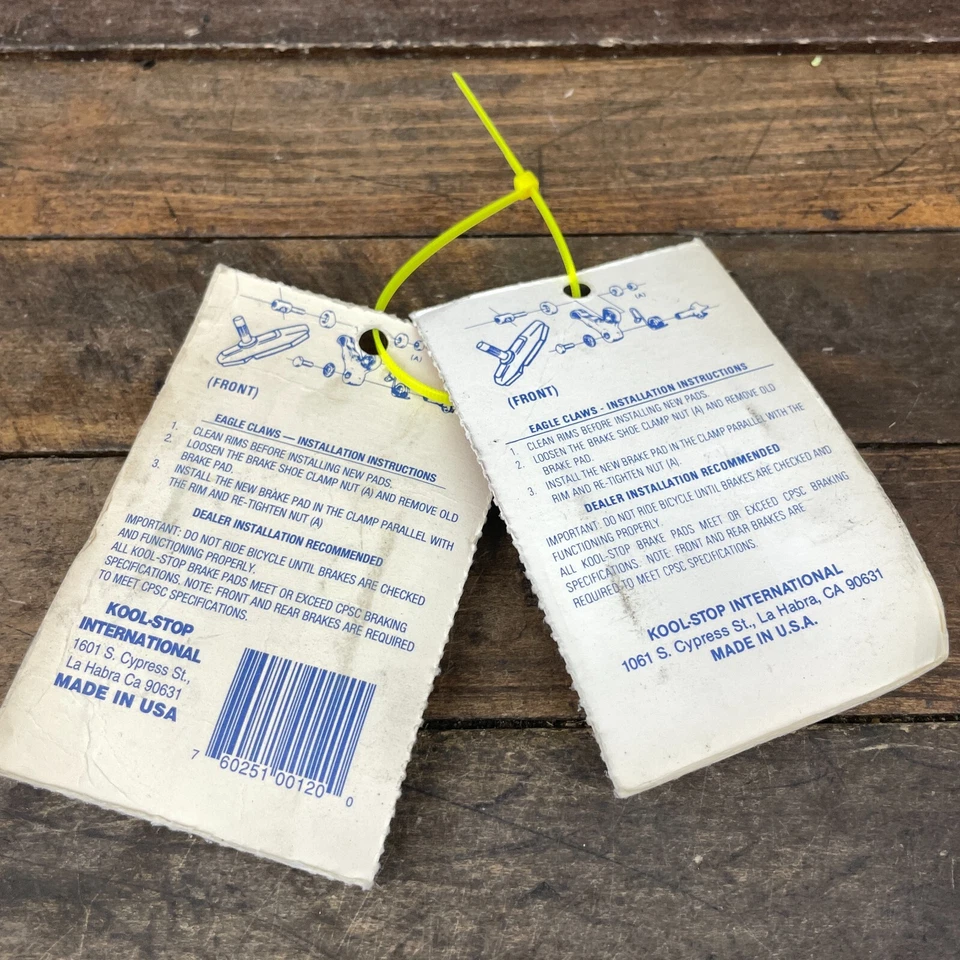 (A)
(FRONT)
EAGLE CLAWS — INSTALLATION INSTRUCTIONS
1. CLEAN RIMS BEFORE INSTALLING NEW PADS.
2. LOOSEN THE BRAKE SHOE CLAMP NUT (A) AND REMOVE OLD
BRAKE PAD.
3. INSTALL THE NEW BRAKE PAD IN THE CLAMP PARALLEL WITH
THE RIM AND RE-TIGHTEN NUT (A)
DEALER INSTALLATION RECOMMENDED
IMPORTANT: DO NOT RIDE BICYCLE UNTIL BRAKES ARE CHECKED
AND FUNCTIONING PROPERLY.
ALL KOOL-STOP BRAKE PADS MEET OR EXCEED CPSC BRAKING
SPECIFICATIONS. NOTE: FRONT AND REAR BRAKES ARE REQUIRED
TO MEET CPSC SPECIFICATIONS.
KOOL-STOP
INTERNATIONAL
1601 S. Cypress St.,
La Habra Ca 90631
MADE IN USA
7 60251 00120 0
(A)
(FRONT)
EAGLE CLAWS - INSTALLATION INSTRUCTIONS
1. CLEAN RIMS BEFORE INSTALLING NEW PADS.
2. LOOSEN THE BRAKE SHOE CLAMP NUT (A) AND REMOVE OLD
BRAKE PAD.
3. INSTALL THE NEW BRAKE PAD IN THE CLAMP PARALLEL WITH THE
RIM AND RE-TIGHTEN NUT (A).
DEALER INSTALLATION RECOMMENDED
IMPORTANT: DO NOT RIDE BICYCLE UNTIL BRAKES ARE CHECKED AND
FUNCTIONING PROPERLY.
ALL KOOL-STOP BRAKE PADS MEET OR EXCEED CPSC BRAKING
SPECIFICATIONS. NOTE: FRONT AND REAR BRAKES ARE
REQUIRED TO MEET CPSC SPECIFICATIONS.
KOOL-STOP INTERNATIONAL
1061 S. Cypress St., La Habra, CA 90631
MADE IN U.S.A.